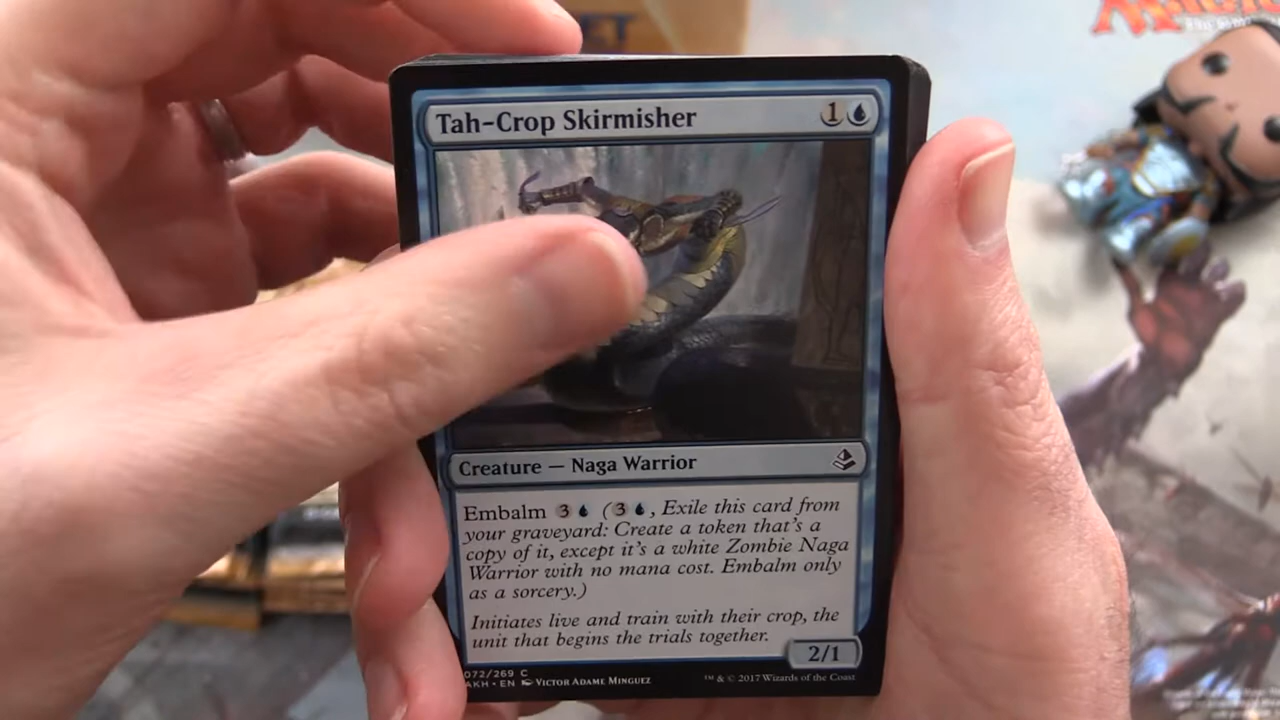 Tah-Crop Skirmisher 1
Creature — Naga Warrior
Embalm 3 (3, Exile this card from
your graveyard: Create a token that's a
copy of it, except it's a white Zombie Naga
Warrior with no mana cost. Embalm only
as a sorcery.)
Initiates live and train with their crop, the
unit that begins the trials together.
2/1
072/269 C
AKH • EN Victor Adame Minguez
™ & © 2017 Wizards of the Coast